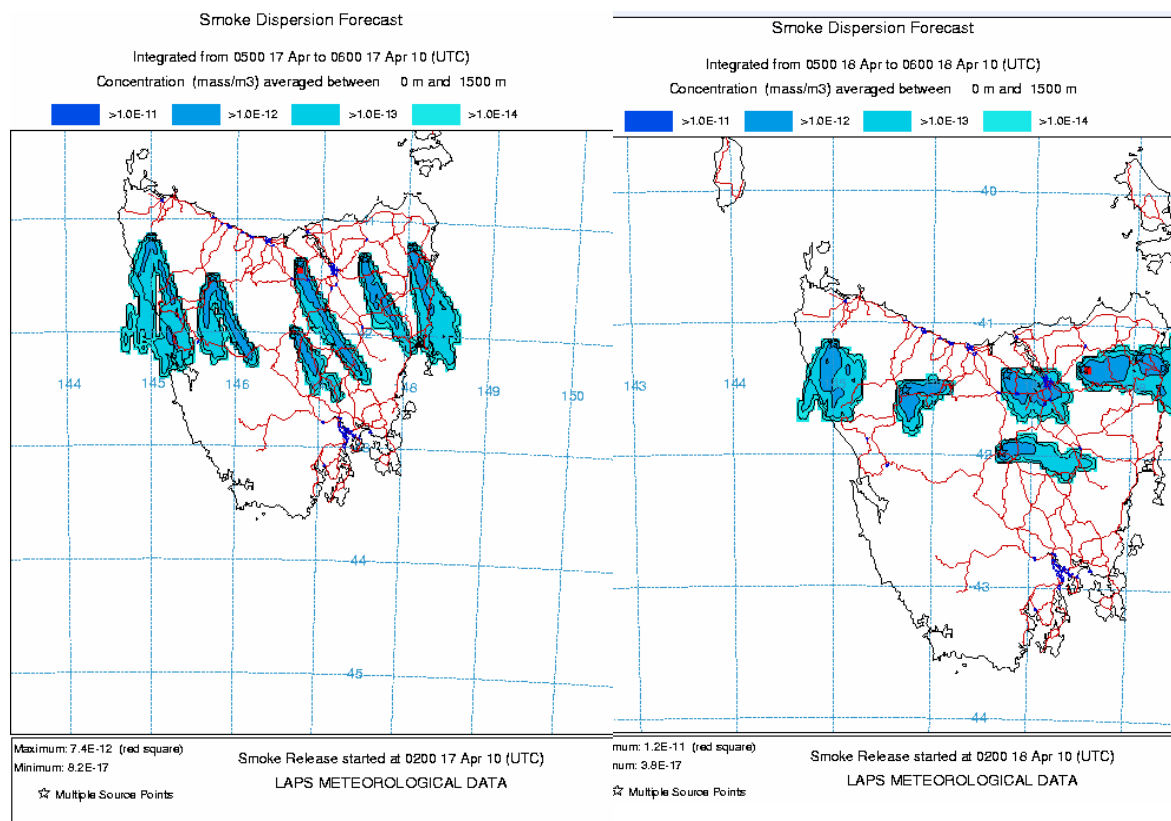 Smoke Dispersion Forecast
Integrated from 0500 17 Apr to 0600 17 Apr 10 (UTC)
Concentration (mass/m3) averaged between 0 m and 1500 m
>1.0E-11 >1.0E-12 >1.0E-13 >1.0E-14
41
42
144 145 146 148 149 150
44
45
Maximum: 7.4E-12 (red square)
Minimum: 8.2E-17
Smoke Release started at 0200 17 Apr 10 (UTC)
LAPS METEOROLOGICAL DATA
Multiple Source Points
Smoke Dispersion Forecast
Integrated from 0500 18 Apr to 0600 18 Apr 10 (UTC)
Concentration (mass/m3) averaged between 0 m and 1500 m
>1.0E-11 >1.0E-12 >1.0E-13 >1.0E-14
40
-41
143 144
-42
-43
-44
mum: 1.2E-11 (red square)
num: 3.8E-17
Smoke Release started at 0200 18 Apr 10 (UTC)
LAPS METEOROLOGICAL DATA
Multiple Source Points